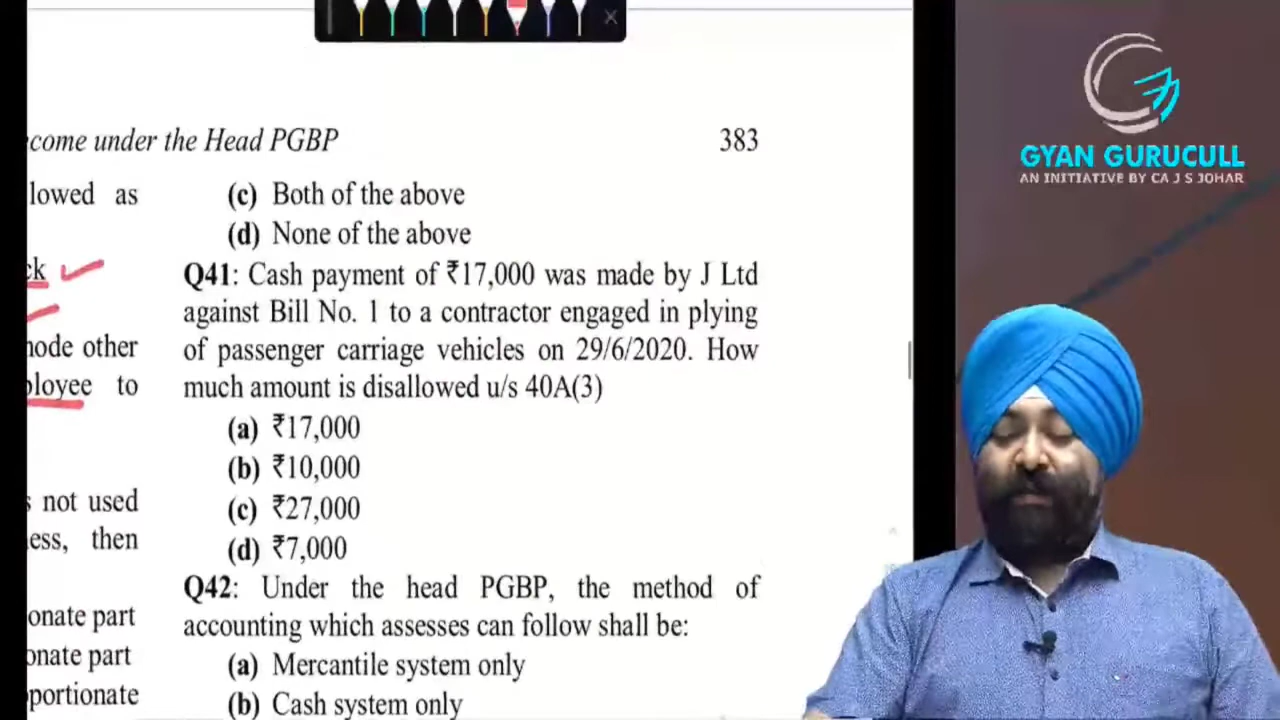 come under the Head PGBP 383
lowed as
ck
node other
ployee to
s not used
ess, then
onate part
onate part
portionate
(c) Both of the above
(d) None of the above
Q41: Cash payment of ₹17,000 was made by J Ltd
against Bill No. 1 to a contractor engaged in plying
of passenger carriage vehicles on 29/6/2020. How
much amount is disallowed u/s 40A(3)
(a) ₹17,000
(b) ₹10,000
(c) ₹27,000
(d) ₹7,000
Q42: Under the head PGBP, the method of
accounting which assesses can follow shall be:
(a) Mercantile system only
(b) Cash system only
GYAN GURUCULL
AN INITIATIVE BY CA J S JOHAR